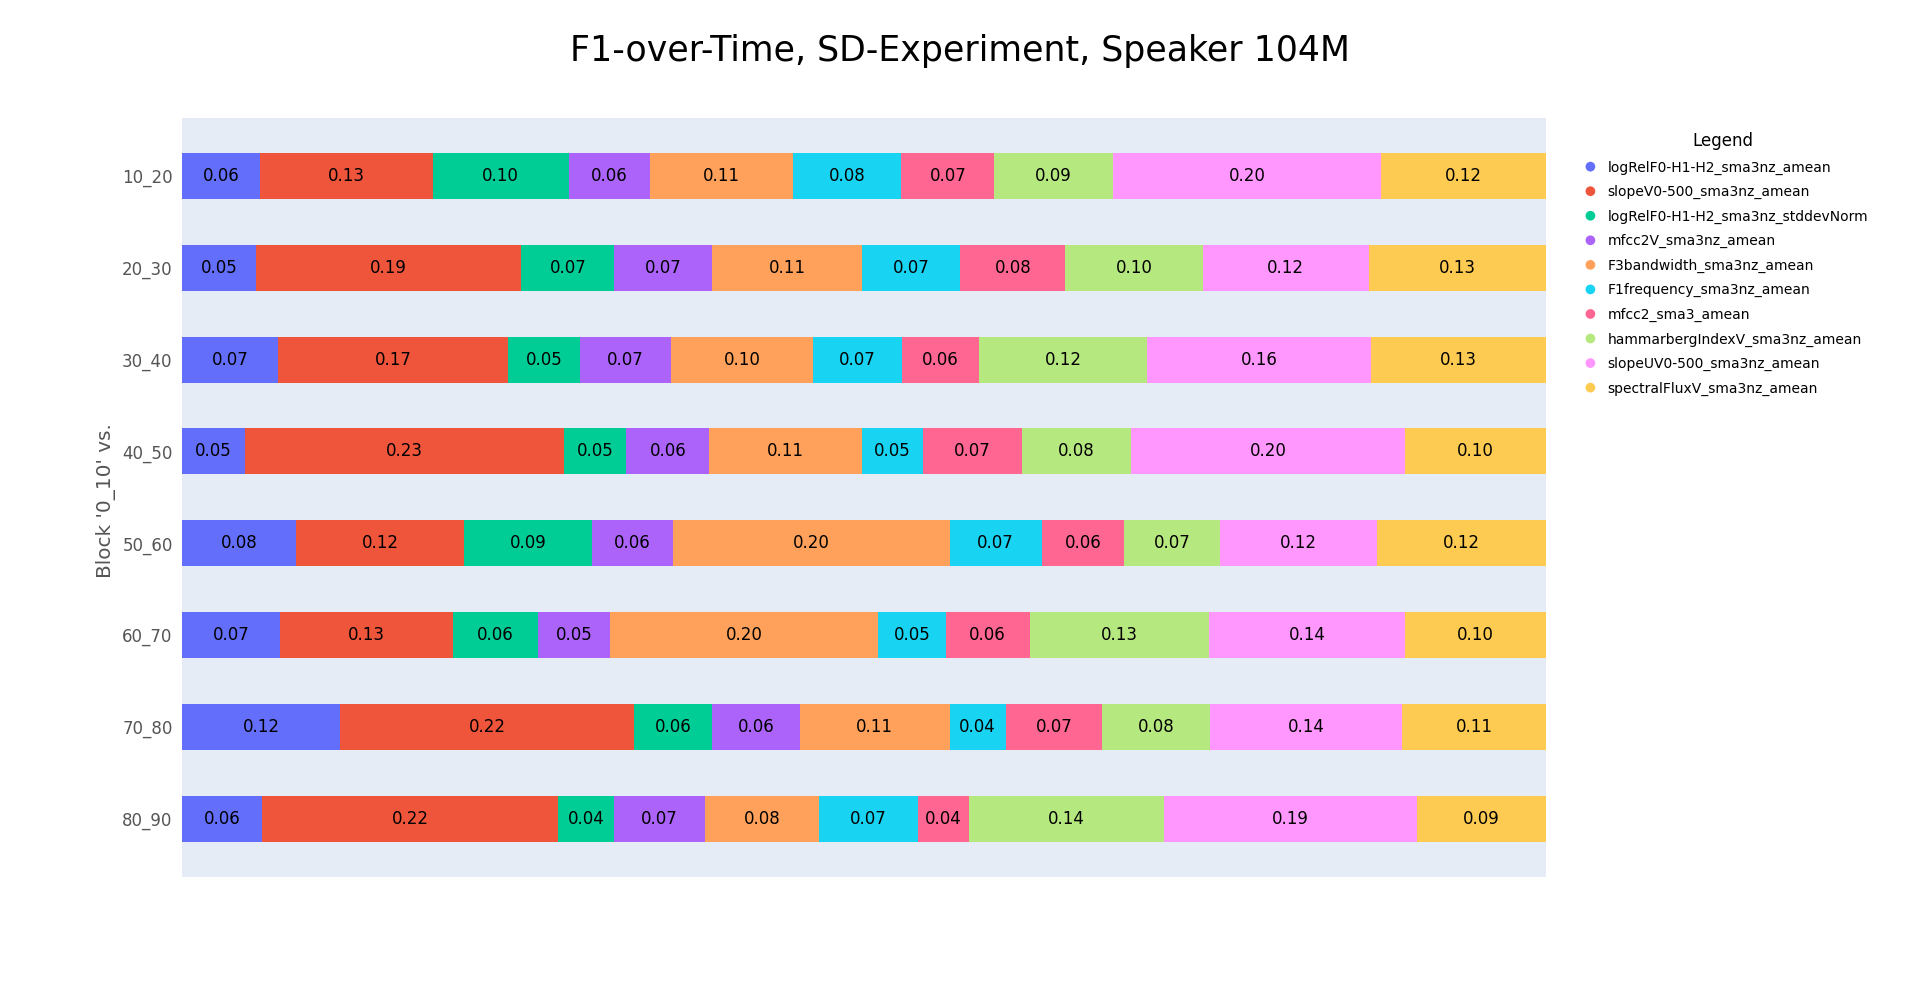 F1-over-Time, SD-Experiment, Speaker 104M
Legend
logRelF0-H1-H2_sma3nz_amean
slopeV0-500_sma3nz_amean
logRelF0-H1-H2_sma3nz_stddevNorm
mfcc2V_sma3nz_amean
F3bandwidth_sma3nz_amean
F1frequency_sma3nz_amean
mfcc2_sma3_amean
hammarbergIndexV_sma3nz_amean
slopeUV0-500_sma3nz_amean
spectralFluxV_sma3nz_amean
Block '0_10' vs.
10_20 0.06 0.13 0.10 0.06 0.11 0.08 0.07 0.09 0.20 0.12
20_30 0.05 0.19 0.07 0.07 0.11 0.07 0.08 0.10 0.12 0.13
30_40 0.07 0.17 0.05 0.07 0.10 0.07 0.06 0.12 0.16 0.13
40_50 0.05 0.23 0.05 0.06 0.11 0.05 0.07 0.08 0.20 0.10
50_60 0.08 0.12 0.09 0.06 0.20 0.07 0.06 0.07 0.12 0.12
60_70 0.07 0.13 0.06 0.05 0.20 0.05 0.06 0.13 0.14 0.10
70_80 0.12 0.22 0.06 0.06 0.11 0.04 0.07 0.08 0.14 0.11
80_90 0.06 0.22 0.04 0.07 0.08 0.07 0.04 0.14 0.19 0.09